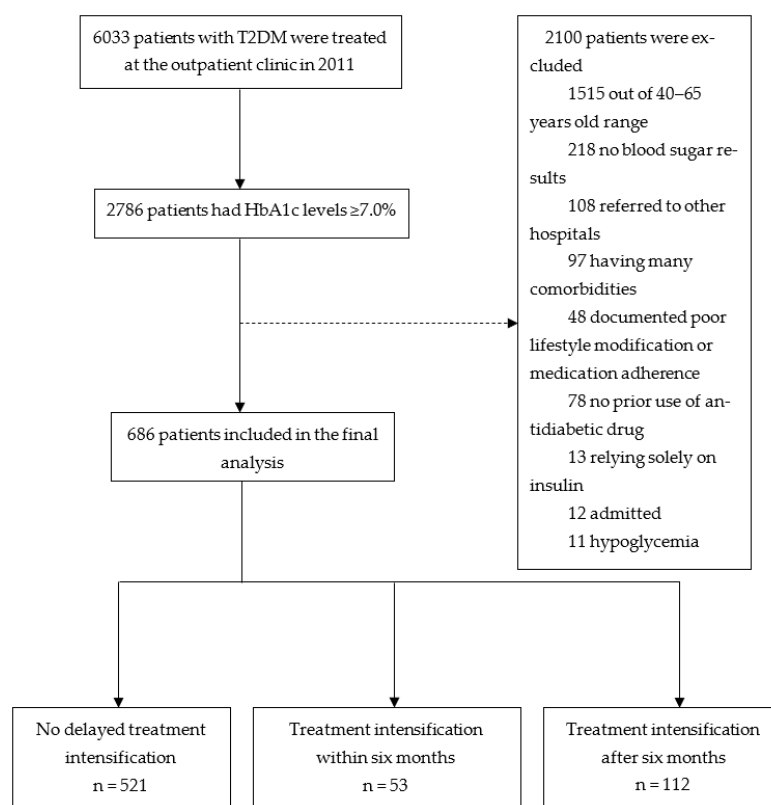 6033 patients with T2DM were treated
at the outpatient clinic in 2011
2786 patients had HbA1c levels ≥7.0%
2100 patients were ex-
cluded
1515 out of 40–65
years old range
218 no blood sugar re-
sults
108 referred to other
hospitals
97 having many
comorbidities
48 documented poor
lifestyle modification or
medication adherence
78 no prior use of an-
tidiabetic drug
13 relying solely on
insulin
12 admitted
11 hypoglycemia
686 patients included in the final
analysis
No delayed treatment
intensification
n = 521
Treatment intensification
within six months
n = 53
Treatment intensification
after six months
n = 112